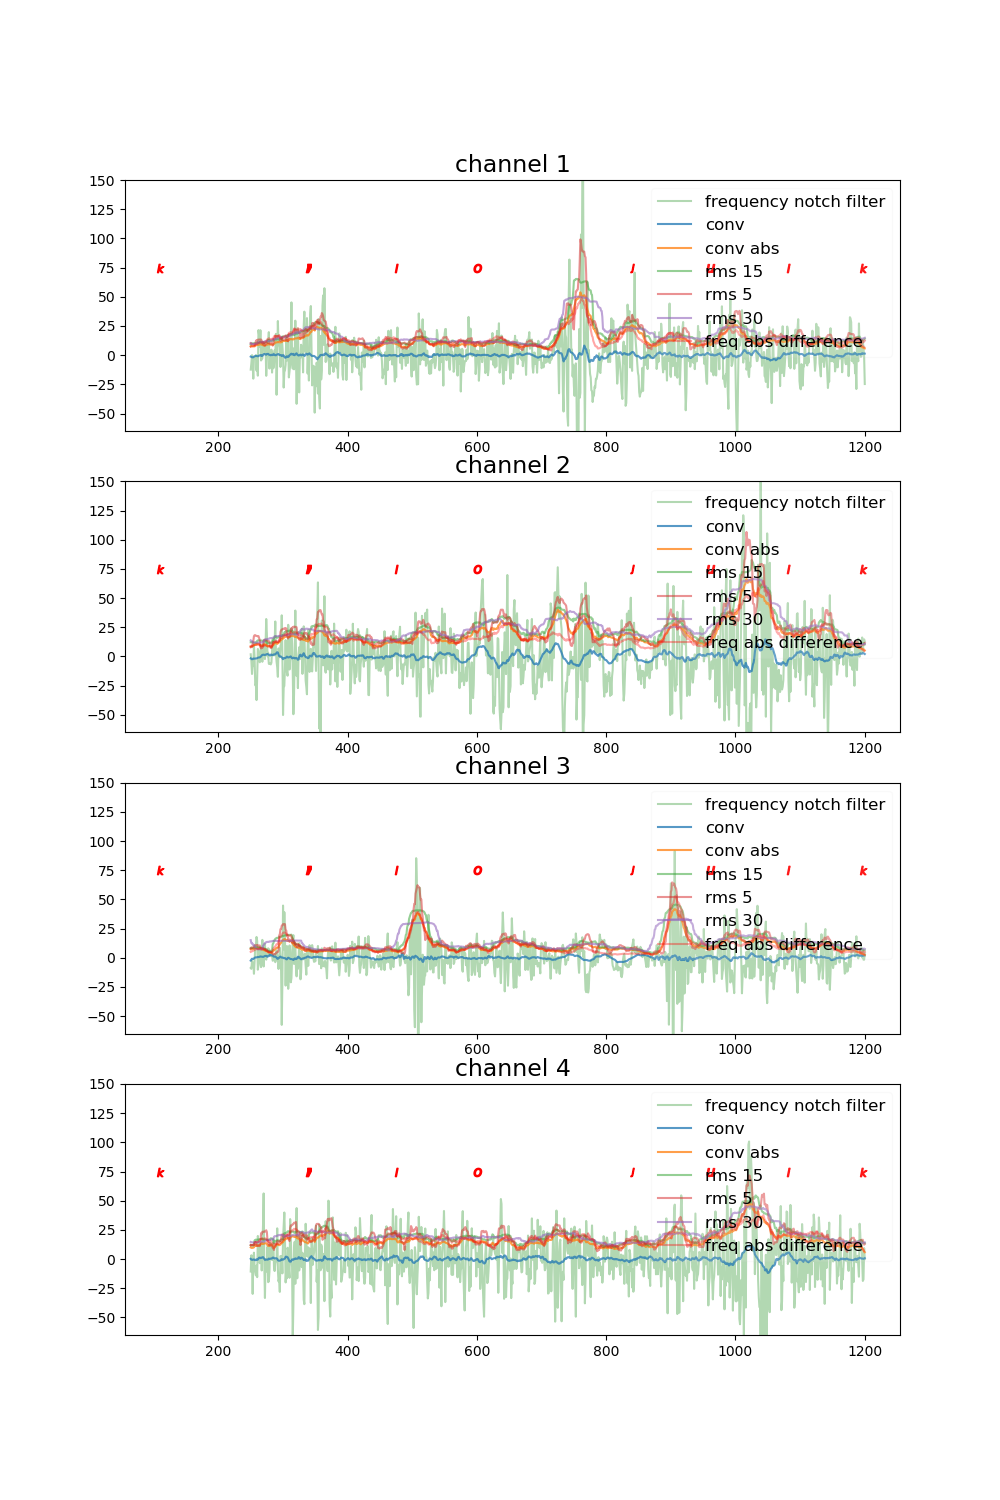 channel 1
150
125
100
75
50
25
0
−25
−50
k l o J u l k
frequency notch filter
conv
conv abs
rms 15
rms 5
rms 30
freq abs difference
200 400 600 800 1000 1200
channel 2
150
125
100
75
50
25
0
−25
−50
k l o J u l k
frequency notch filter
conv
conv abs
rms 15
rms 5
rms 30
freq abs difference
200 400 600 800 1000 1200
channel 3
150
125
100
75
50
25
0
−25
−50
k l o J u l k
frequency notch filter
conv
conv abs
rms 15
rms 5
rms 30
freq abs difference
200 400 600 800 1000 1200
channel 4
150
125
100
75
50
25
0
−25
−50
k l o J u l k
frequency notch filter
conv
conv abs
rms 15
rms 5
rms 30
freq abs difference
200 400 600 800 1000 1200